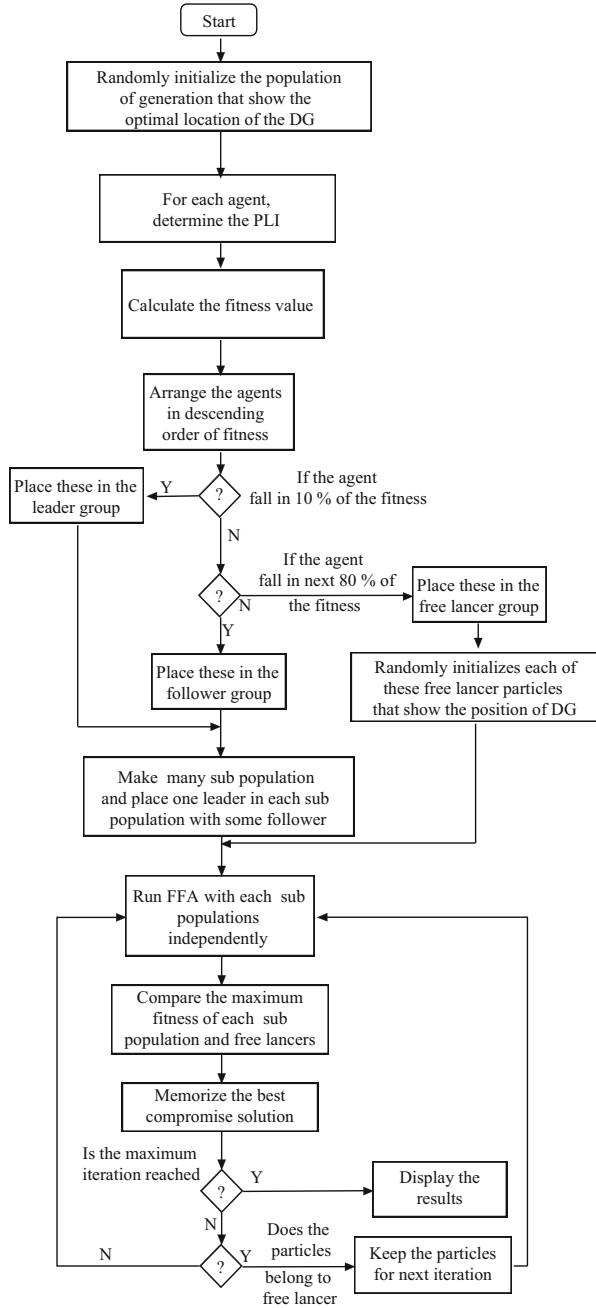 Start
Randomly initialize the population
of generation that show the
optimal location of the DG
For each agent,
determine the PLI
Calculate the fitness value
Arrange the agents
in descending
order of fitness
If the agent
fall in 10 % of the fitness
?
Y
Place these in the
leader group
N
If the agent
fall in next 80 % of
the fitness
?
N
Place these in the
free lancer group
Y
Place these in the
follower group
Randomly initializes each of
these free lancer particles
that show the position of DG
Make many sub population
and place one leader in each sub
population with some follower
Run FFA with each sub
populations
independently
Compare the maximum
fitness of each sub
population and free lancers
Memorize the best
compromise solution
Is the maximum
iteration reached
?
Y
Display the
results
N
Does the
particles
belong to
free lancer
?
N
Y
Keep the particles
for next iteration